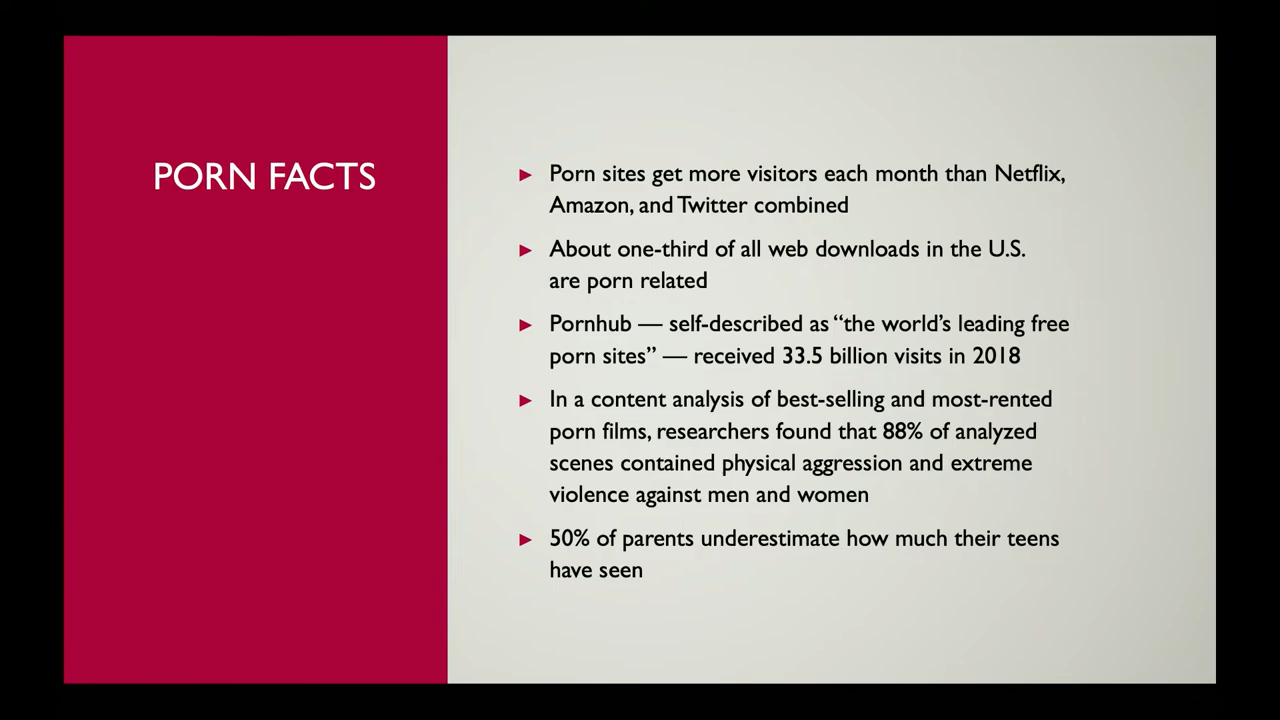 PORN FACTS
► Porn sites get more visitors each month than Netflix,
Amazon, and Twitter combined
► About one-third of all web downloads in the U.S.
are porn related
► Pornhub — self-described as “the world’s leading free
porn sites” — received 33.5 billion visits in 2018
► In a content analysis of best-selling and most-rented
porn films, researchers found that 88% of analyzed
scenes contained physical aggression and extreme
violence against men and women
► 50% of parents underestimate how much their teens
have seen